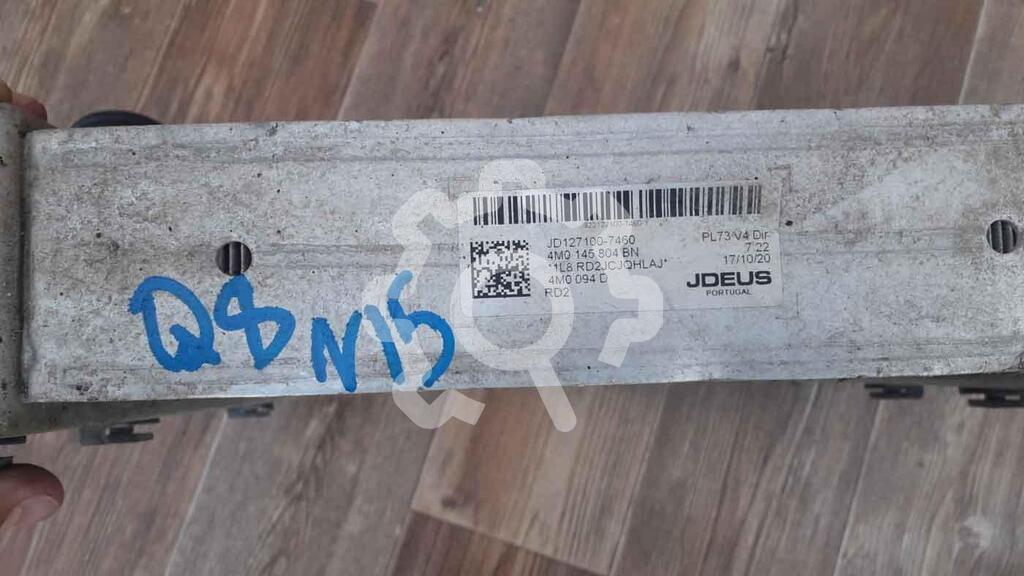 JD127100-7460
4M0 145 804 BN
*1L8 RD2JCJQHLAJ*
4M0 094 D
RD2
PL73 V4 Dir
7:22
17/10/20
JDEUS
PORTUGAL
Q8 N15